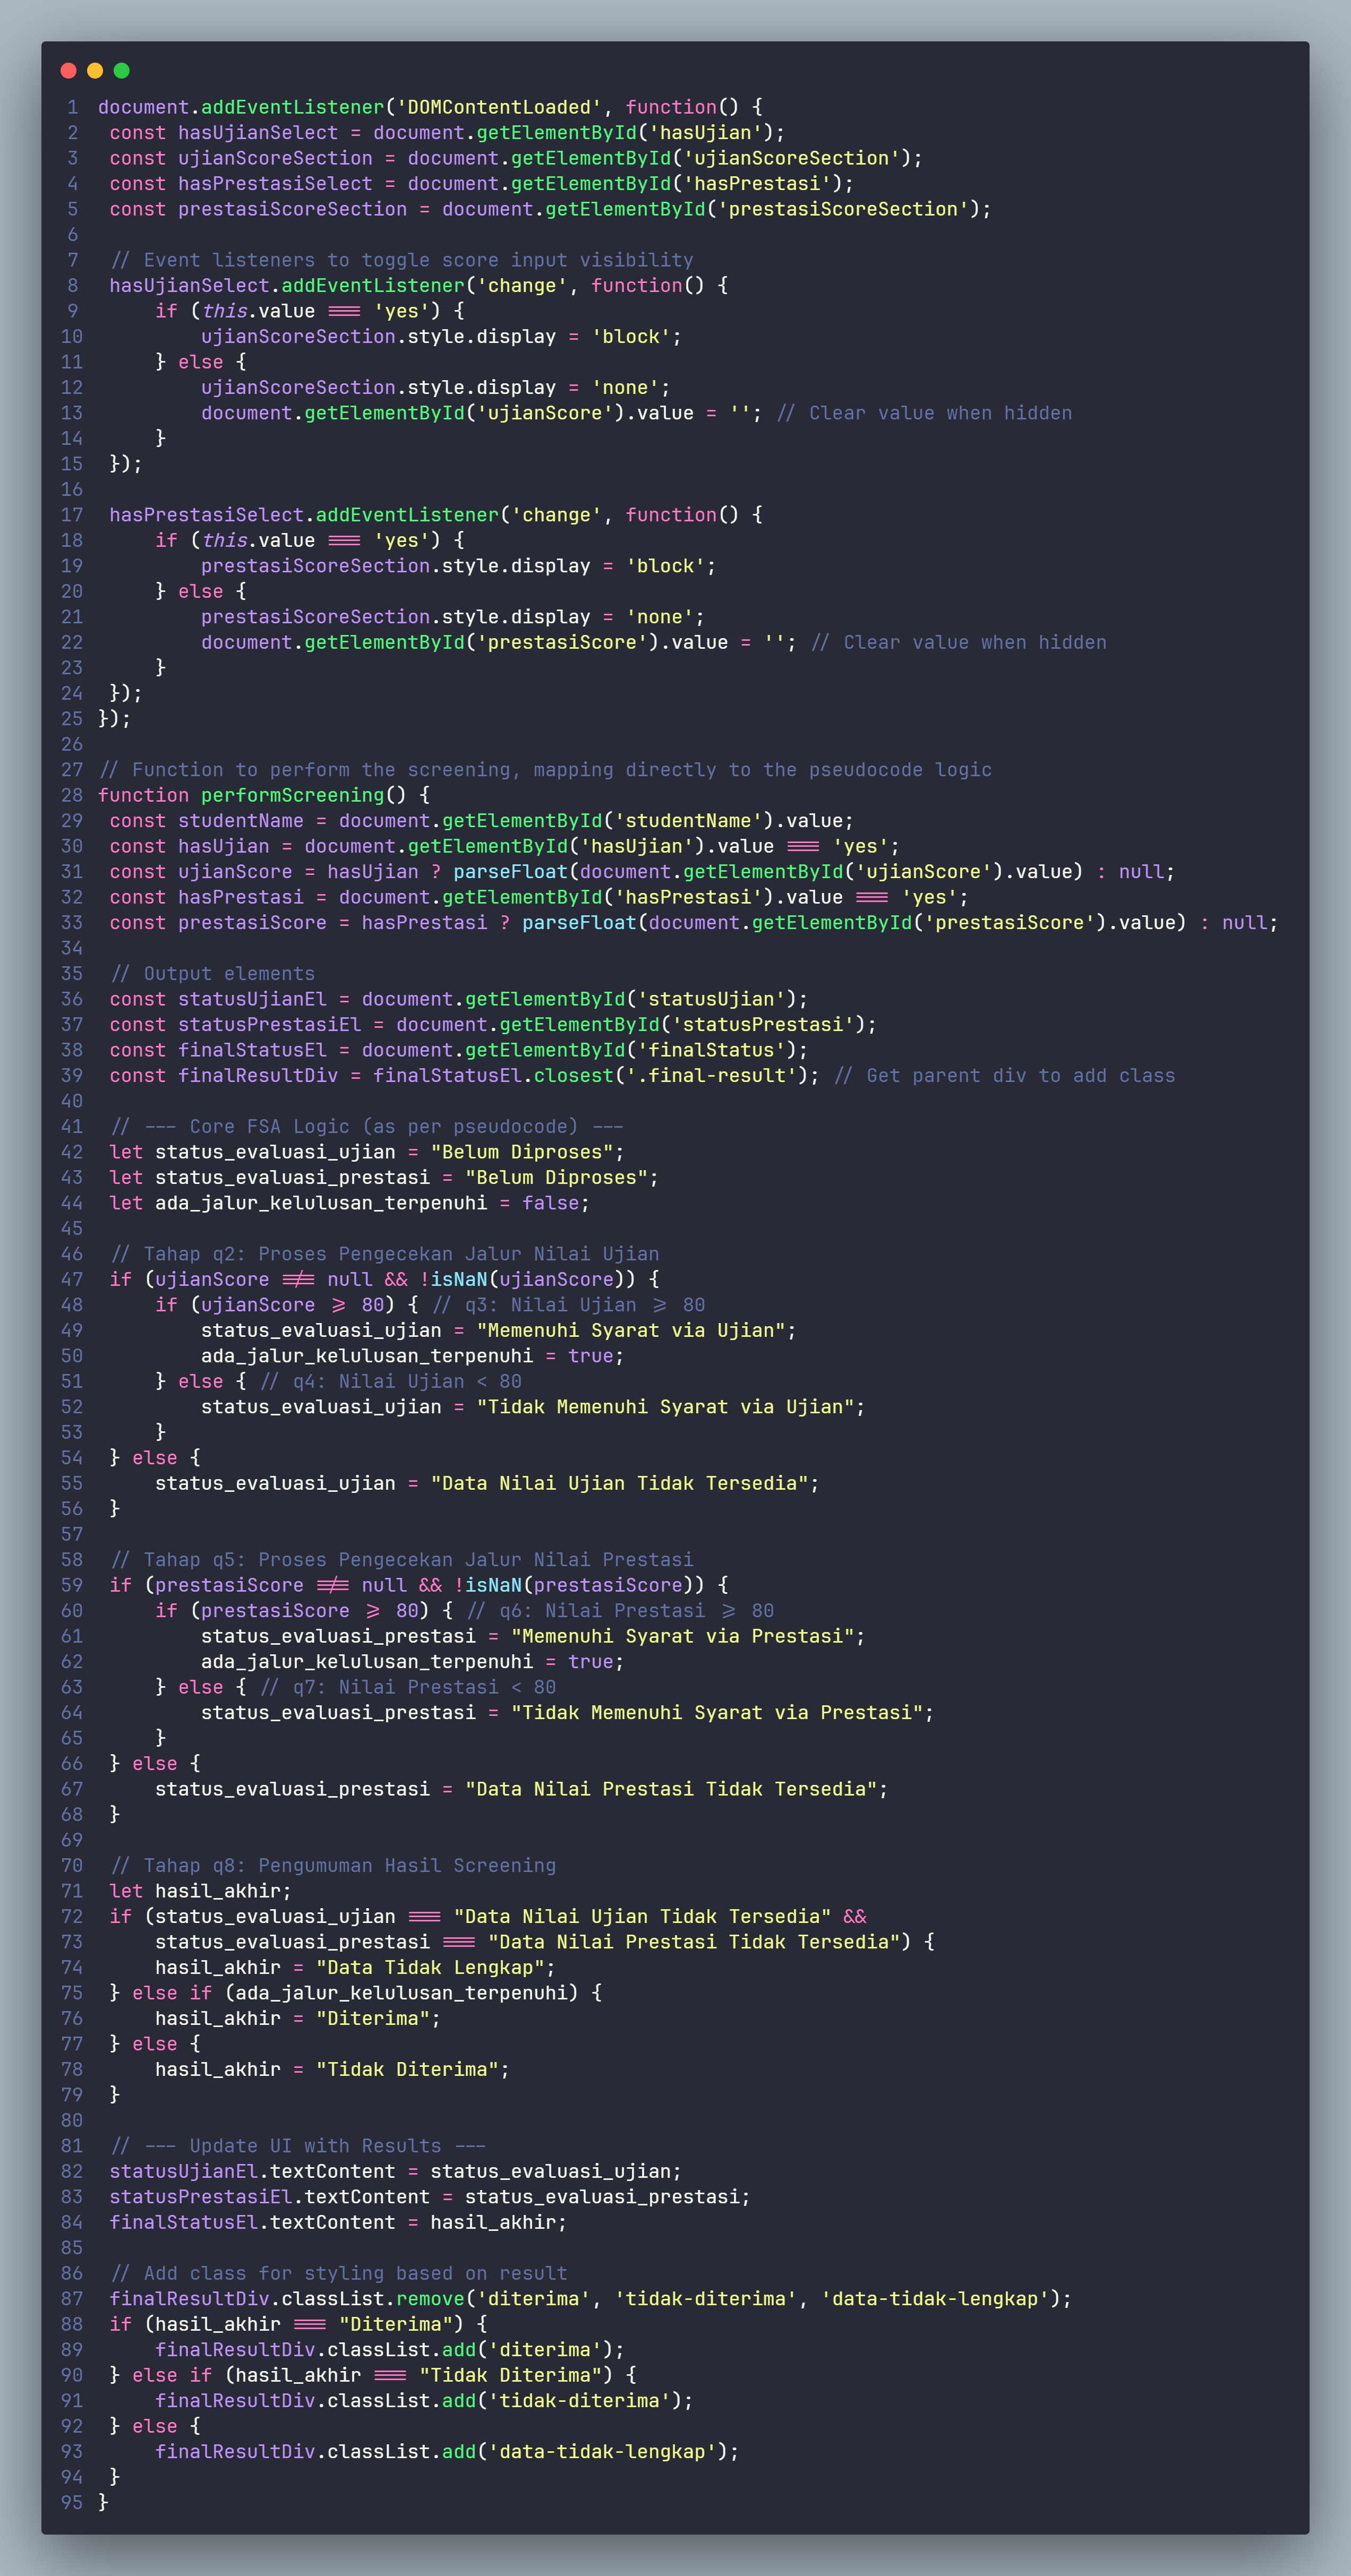 1 document.addEventListener('DOMContentLoaded', function() {
2  const hasUjianSelect = document.getElementById('hasUjian');
3  const ujianScoreSection = document.getElementById('ujianScoreSection');
4  const hasPrestasiSelect = document.getElementById('hasPrestasi');
5  const prestasiScoreSection = document.getElementById('prestasiScoreSection');
6
7  // Event listeners to toggle score input visibility
8  hasUjianSelect.addEventListener('change', function() {
9      if (this.value === 'yes') {
10          ujianScoreSection.style.display = 'block';
11      } else {
12          ujianScoreSection.style.display = 'none';
13          document.getElementById('ujianScore').value = ''; // Clear value when hidden
14      }
15  });
16
17  hasPrestasiSelect.addEventListener('change', function() {
18      if (this.value === 'yes') {
19          prestasiScoreSection.style.display = 'block';
20      } else {
21          prestasiScoreSection.style.display = 'none';
22          document.getElementById('prestasiScore').value = ''; // Clear value when hidden
23      }
24  });
25 });
26
27 // Function to perform the screening, mapping directly to the pseudocode logic
28 function performScreening() {
29  const studentName = document.getElementById('studentName').value;
30  const hasUjian = document.getElementById('hasUjian').value === 'yes';
31  const ujianScore = hasUjian ? parseFloat(document.getElementById('ujianScore').value) : null;
32  const hasPrestasi = document.getElementById('hasPrestasi').value === 'yes';
33  const prestasiScore = hasPrestasi ? parseFloat(document.getElementById('prestasiScore').value) : null;
34
35  // Output elements
36  const statusUjianEl = document.getElementById('statusUjian');
37  const statusPrestasiEl = document.getElementById('statusPrestasi');
38  const finalStatusEl = document.getElementById('finalStatus');
39  const finalResultDiv = finalStatusEl.closest('.final-result'); // Get parent div to add class
40
41  // --- Core FSA Logic (as per pseudocode) ---
42  let status_evaluasi_ujian = "Belum Diproses";
43  let status_evaluasi_prestasi = "Belum Diproses";
44  let ada_jalur_kelulusan_terpenuhi = false;
45
46  // Tahap q2: Proses Pengecekan Jalur Nilai Ujian
47  if (ujianScore !== null && !isNaN(ujianScore)) {
48      if (ujianScore >= 80) { // q3: Nilai Ujian >= 80
49          status_evaluasi_ujian = "Memenuhi Syarat via Ujian";
50          ada_jalur_kelulusan_terpenuhi = true;
51      } else { // q4: Nilai Ujian < 80
52          status_evaluasi_ujian = "Tidak Memenuhi Syarat via Ujian";
53      }
54  } else {
55      status_evaluasi_ujian = "Data Nilai Ujian Tidak Tersedia";
56  }
57
58  // Tahap q5: Proses Pengecekan Jalur Nilai Prestasi
59  if (prestasiScore !== null && !isNaN(prestasiScore)) {
60      if (prestasiScore >= 80) { // q6: Nilai Prestasi >= 80
61          status_evaluasi_prestasi = "Memenuhi Syarat via Prestasi";
62          ada_jalur_kelulusan_terpenuhi = true;
63      } else { // q7: Nilai Prestasi < 80
64          status_evaluasi_prestasi = "Tidak Memenuhi Syarat via Prestasi";
65      }
66  } else {
67      status_evaluasi_prestasi = "Data Nilai Prestasi Tidak Tersedia";
68  }
69
70  // Tahap q8: Pengumuman Hasil Screening
71  let hasil_akhir;
72  if (status_evaluasi_ujian === "Data Nilai Ujian Tidak Tersedia" &&
73      status_evaluasi_prestasi === "Data Nilai Prestasi Tidak Tersedia") {
74      hasil_akhir = "Data Tidak Lengkap";
75  } else if (ada_jalur_kelulusan_terpenuhi) {
76      hasil_akhir = "Diterima";
77  } else {
78      hasil_akhir = "Tidak Diterima";
79  }
80
81  // --- Update UI with Results ---
82  statusUjianEl.textContent = status_evaluasi_ujian;
83  statusPrestasiEl.textContent = status_evaluasi_prestasi;
84  finalStatusEl.textContent = hasil_akhir;
85
86  // Add class for styling based on result
87  finalResultDiv.classList.remove('diterima', 'tidak-diterima', 'data-tidak-lengkap');
88  if (hasil_akhir === "Diterima") {
89      finalResultDiv.classList.add('diterima');
90  } else if (hasil_akhir === "Tidak Diterima") {
91      finalResultDiv.classList.add('tidak-diterima');
92  } else {
93      finalResultDiv.classList.add('data-tidak-lengkap');
94  }
95 }